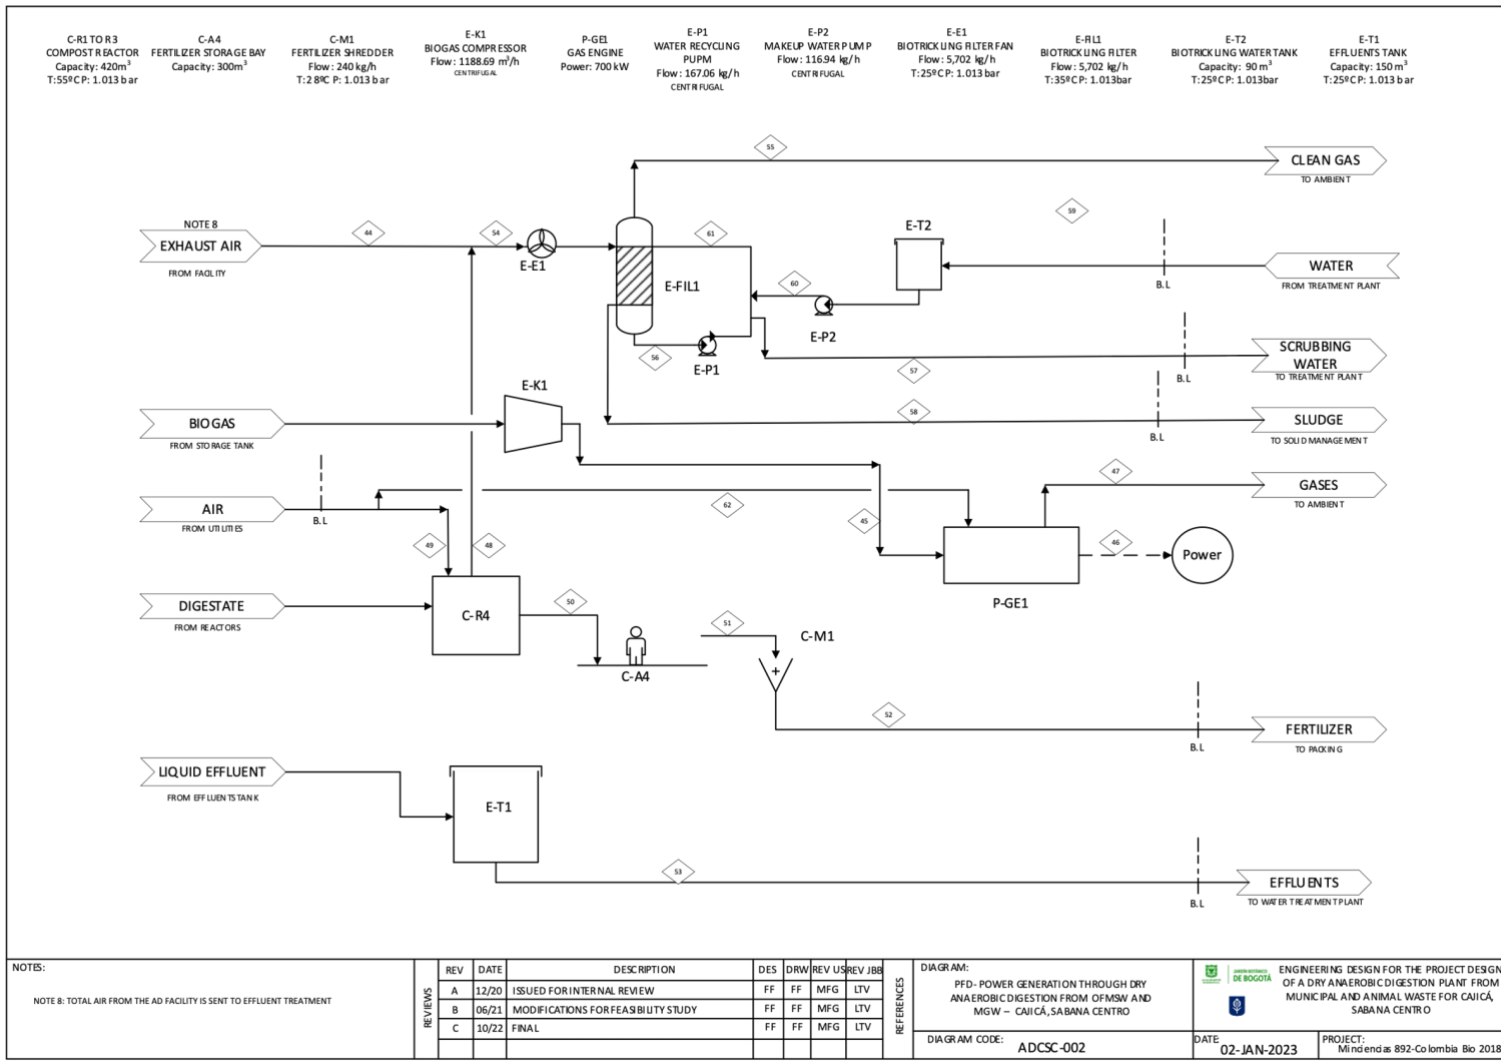 C-R1 TO R3
COMPOST REACTOR
Capacity: 420m³
T:55ºC P: 1.013 bar
C-A4
FERTILIZER STORAGE BAY
Capacity: 300m³
C-M1
FERTILIZER SHREDDER
Flow: 240 kg/h
T:28ºC P: 1.013 bar
E-K1
BIOGAS COMPRESSOR
Flow: 1188.69 m³/h
CENTRIFUGAL
P-GE1
GAS ENGINE
Power: 700 kW
E-P1
WATER RECYCLING
PUPM
Flow: 167.06 kg/h
CENTRIFUGAL
E-P2
MAKEUP WATER PUMP
Flow: 116.94 kg/h
CENTRIFUGAL
E-E1
BIOTRICKLING FILTER FAN
Flow: 5,702 kg/h
T:25ºC P: 1.013 bar
E-FIL1
BIOTRICKLING FILTER
Flow: 5,702 kg/h
T:35ºC P: 1.013bar
E-T2
BIOTRICKLING WATER TANK
Capacity: 90 m³
T:25ºC P: 1.013bar
E-T1
EFFLUENTS TANK
Capacity: 150 m³
T:25ºC P: 1.013 bar
55
CLEAN GAS
TO AMBIENT
NOTE 8
EXHAUST AIR
FROM FACILITY
44
54
E-E1
61
E-FIL1
59
E-T2
60
E-P2
B.L
WATER
FROM TREATMENT PLANT
56
E-P1
57
B.L
SCRUBBING
WATER
TO TREATMENT PLANT
E-K1
BIOGAS
FROM STORAGE TANK
58
B.L
SLUDGE
TO SOLID MANAGEMENT
AIR
FROM UTILITIES
B.L
62
45
47
GASES
TO AMBIENT
49
48
46
Power
P-GE1
DIGESTATE
FROM REACTORS
C-R4
50
C-A4
51
C-M1
52
B.L
FERTILIZER
TO PACKING
LIQUID EFFLUENT
FROM EFFLUENTS TANK
E-T1
53
B.L
EFFLUENTS
TO WATER TREATMENT PLANT
NOTES:
NOTE 8: TOTAL AIR FROM THE AD FACILITY IS SENT TO EFFLUENT TREATMENT
REVIEWS
REV DATE DESCRIPTION DES DRW REV US REV JBB
A 12/20 ISSUED FOR INTERNAL REVIEW FF FF MFG LTV
B 06/21 MODIFICATIONS FOR FEASIBILITY STUDY FF FF MFG LTV
C 10/22 FINAL FF FF MFG LTV
REFERENCES
DIAGRAM:
PFD- POWER GENERATION THROUGH DRY
ANAEROBIC DIGESTION FROM OFMSW AND
MGW – CAJICÁ, SABANA CENTRO
DIAGRAM CODE: ADCSC-002
DE BOGOTÁ
ENGINEERING DESIGN FOR THE PROJECT DESIGN
OF A DRY ANAEROBIC DIGESTION PLANT FROM
MUNICIPAL AND ANIMAL WASTE FOR CAJICÁ,
SABANA CENTRO
DATE:
02-JAN-2023
PROJECT:
Minciencias 892-Colombia Bio 2018